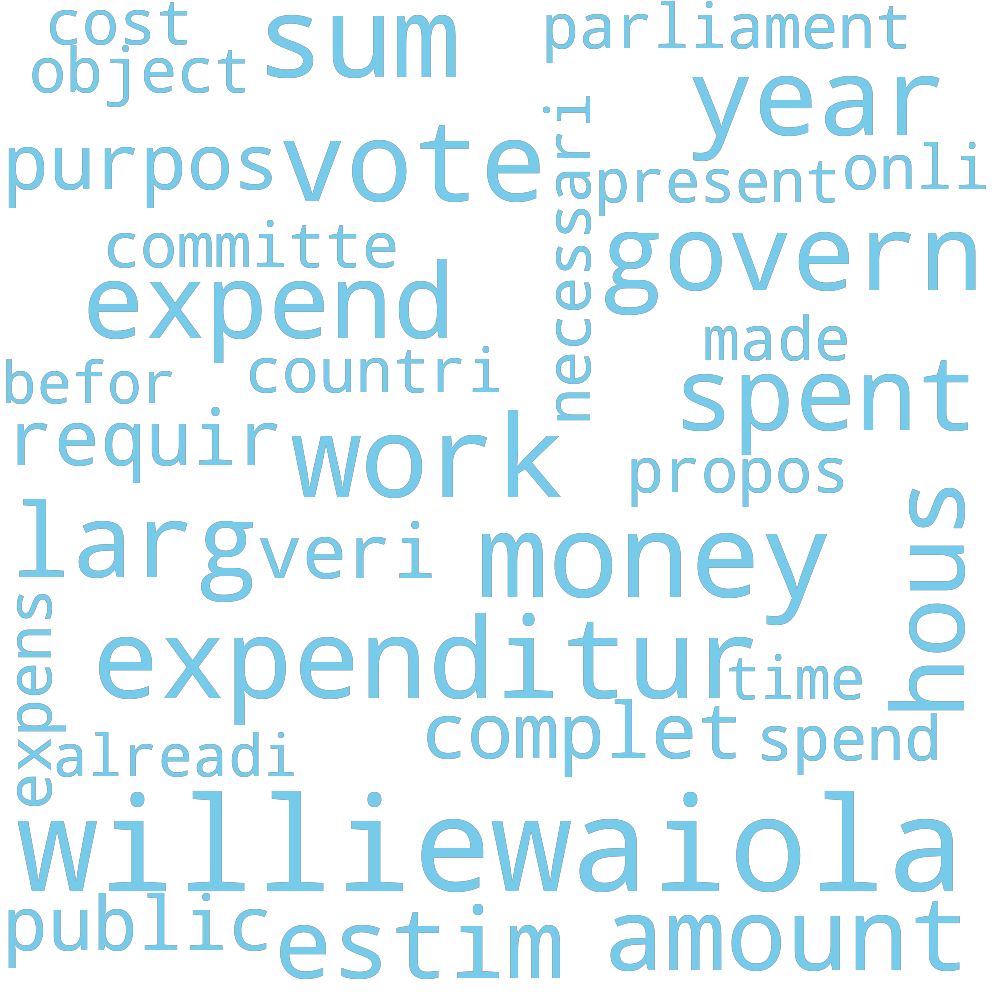 cost
sum
parliament
object
year
purpos
vote
necessari
present
onli
committe
govern
expend
made
befor
countri
spent
requir
work
propos
larg
veri
money
hous
expens
expenditur
time
complet
spend
alreadi
williewaiola
public
estim
amount